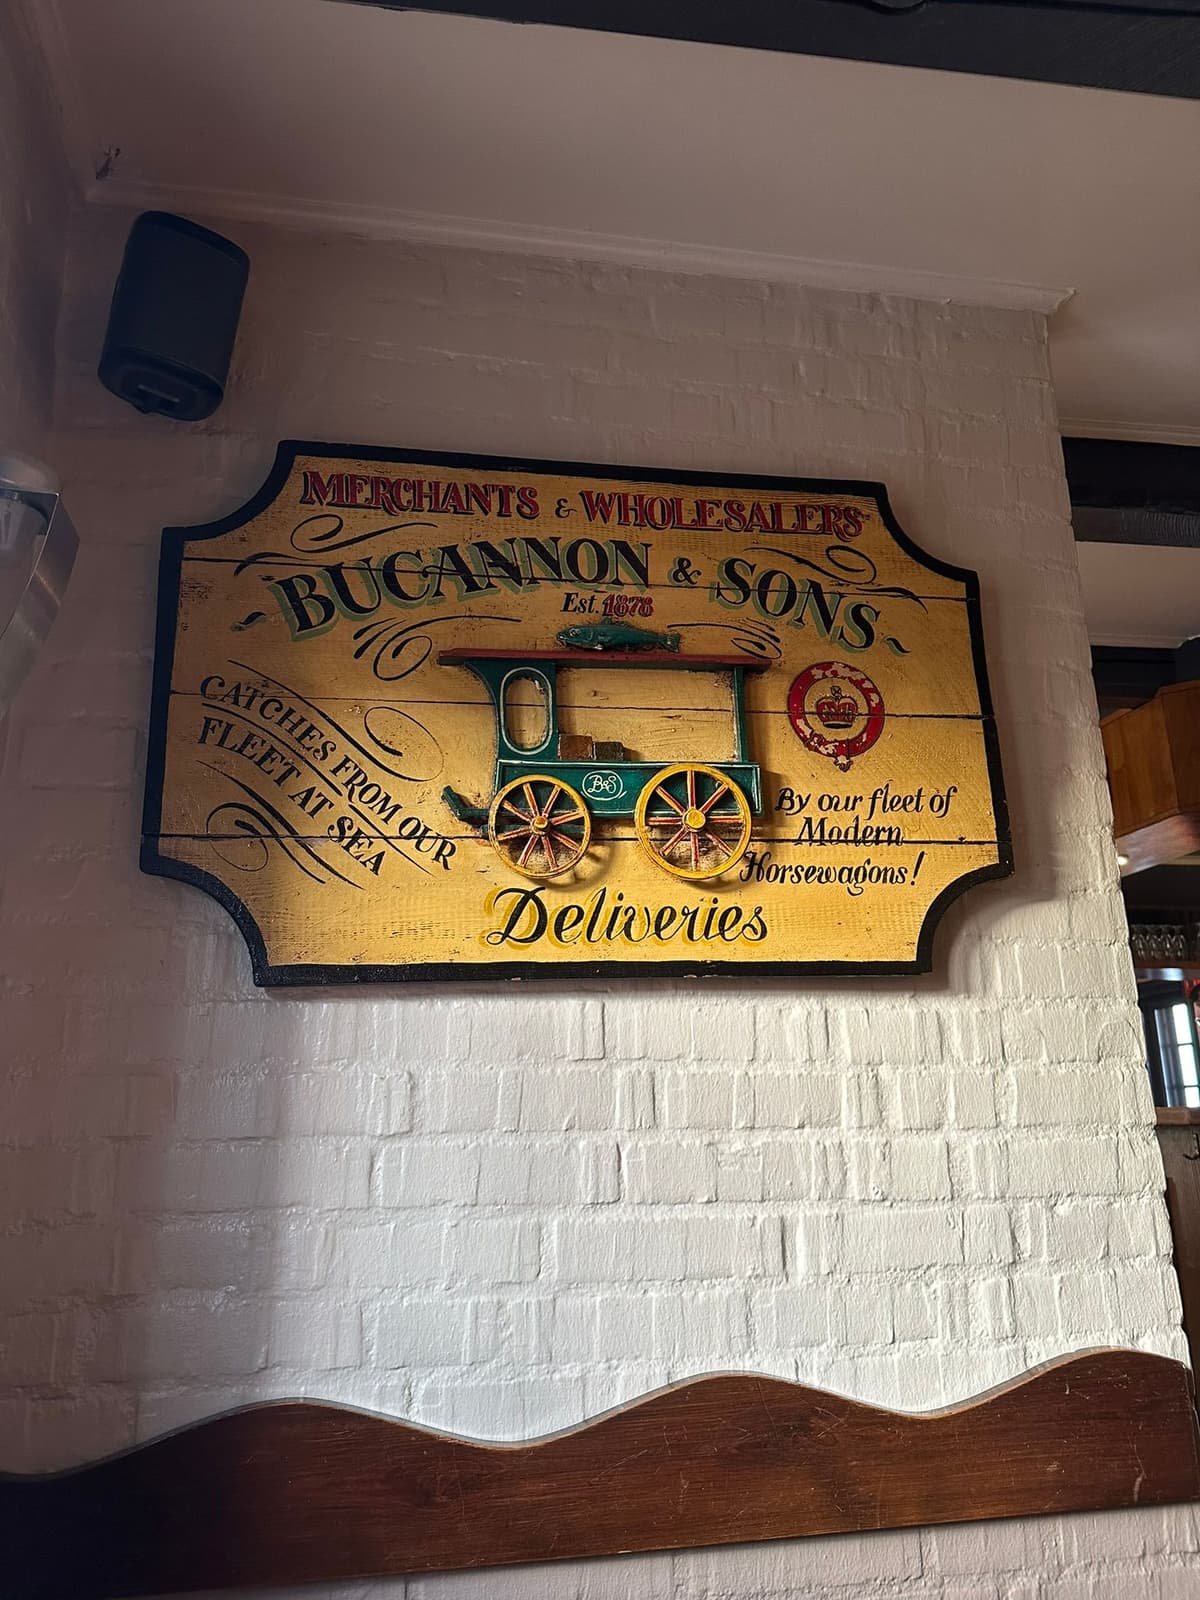 MERCHANTS & WHOLESALERS
BUCANNON & SONS
Est. 1878
CATCHES FROM OUR
FLEET AT SEA
B&S
By our fleet of
Modern
Horsewagons!
Deliveries